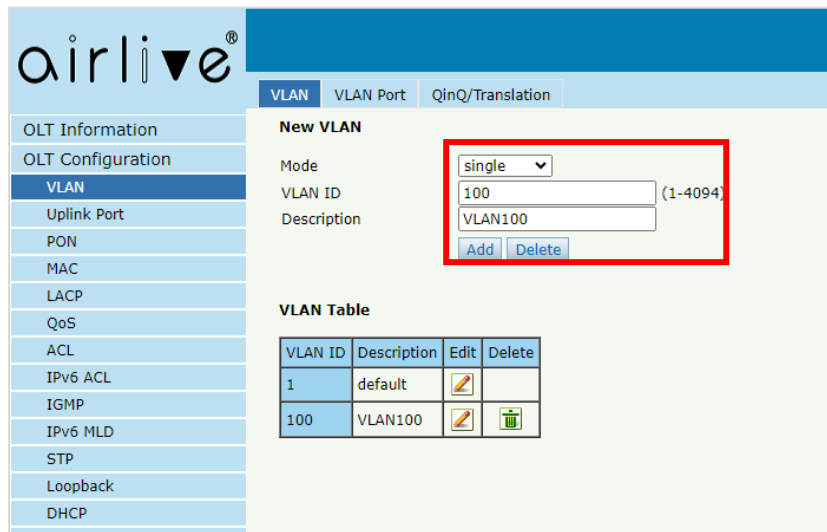 airlive®
VLAN VLAN Port QinQ/Translation
OLT Information
OLT Configuration
VLAN
Uplink Port
PON
MAC
LACP
QoS
ACL
IPv6 ACL
IGMP
IPv6 MLD
STP
Loopback
DHCP
New VLAN
Mode single
VLAN ID 100 (1-4094)
Description VLAN100
Add Delete
VLAN Table
VLAN ID Description Edit Delete
1 default
100 VLAN100